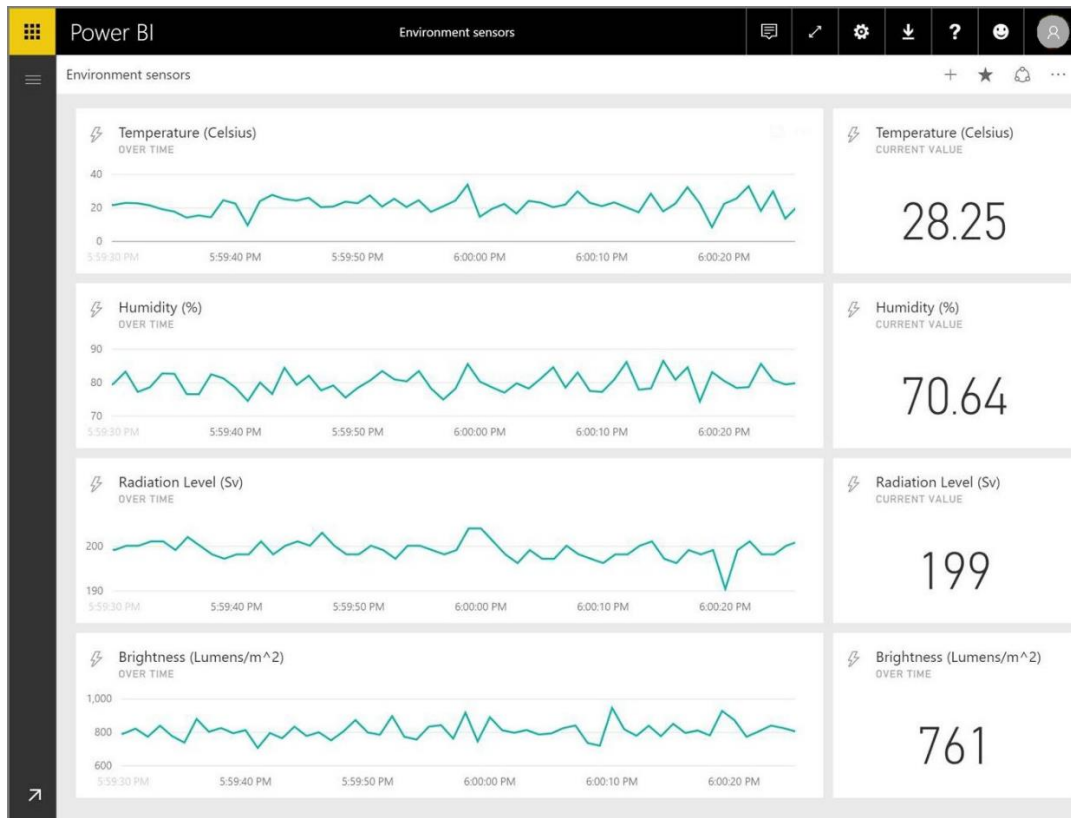 Power BI
Environment sensors
?
Environment sensors
Temperature (Celsius)
OVER TIME
40
20
0
5:59:30 PM 5:59:40 PM 5:59:50 PM 6:00:00 PM 6:00:10 PM 6:00:20 PM
Temperature (Celsius)
CURRENT VALUE
28.25
Humidity (%)
OVER TIME
90
80
70
5:59:30 PM 5:59:40 PM 5:59:50 PM 6:00:00 PM 6:00:10 PM 6:00:20 PM
Humidity (%)
CURRENT VALUE
70.64
Radiation Level (Sv)
OVER TIME
200
190
5:59:30 PM 5:59:40 PM 5:59:50 PM 6:00:00 PM 6:00:10 PM 6:00:20 PM
Radiation Level (Sv)
CURRENT VALUE
199
Brightness (Lumens/m^2)
OVER TIME
1,000
800
600
5:59:30 PM 5:59:40 PM 5:59:50 PM 6:00:00 PM 6:00:10 PM 6:00:20 PM
Brightness (Lumens/m^2)
OVER TIME
761